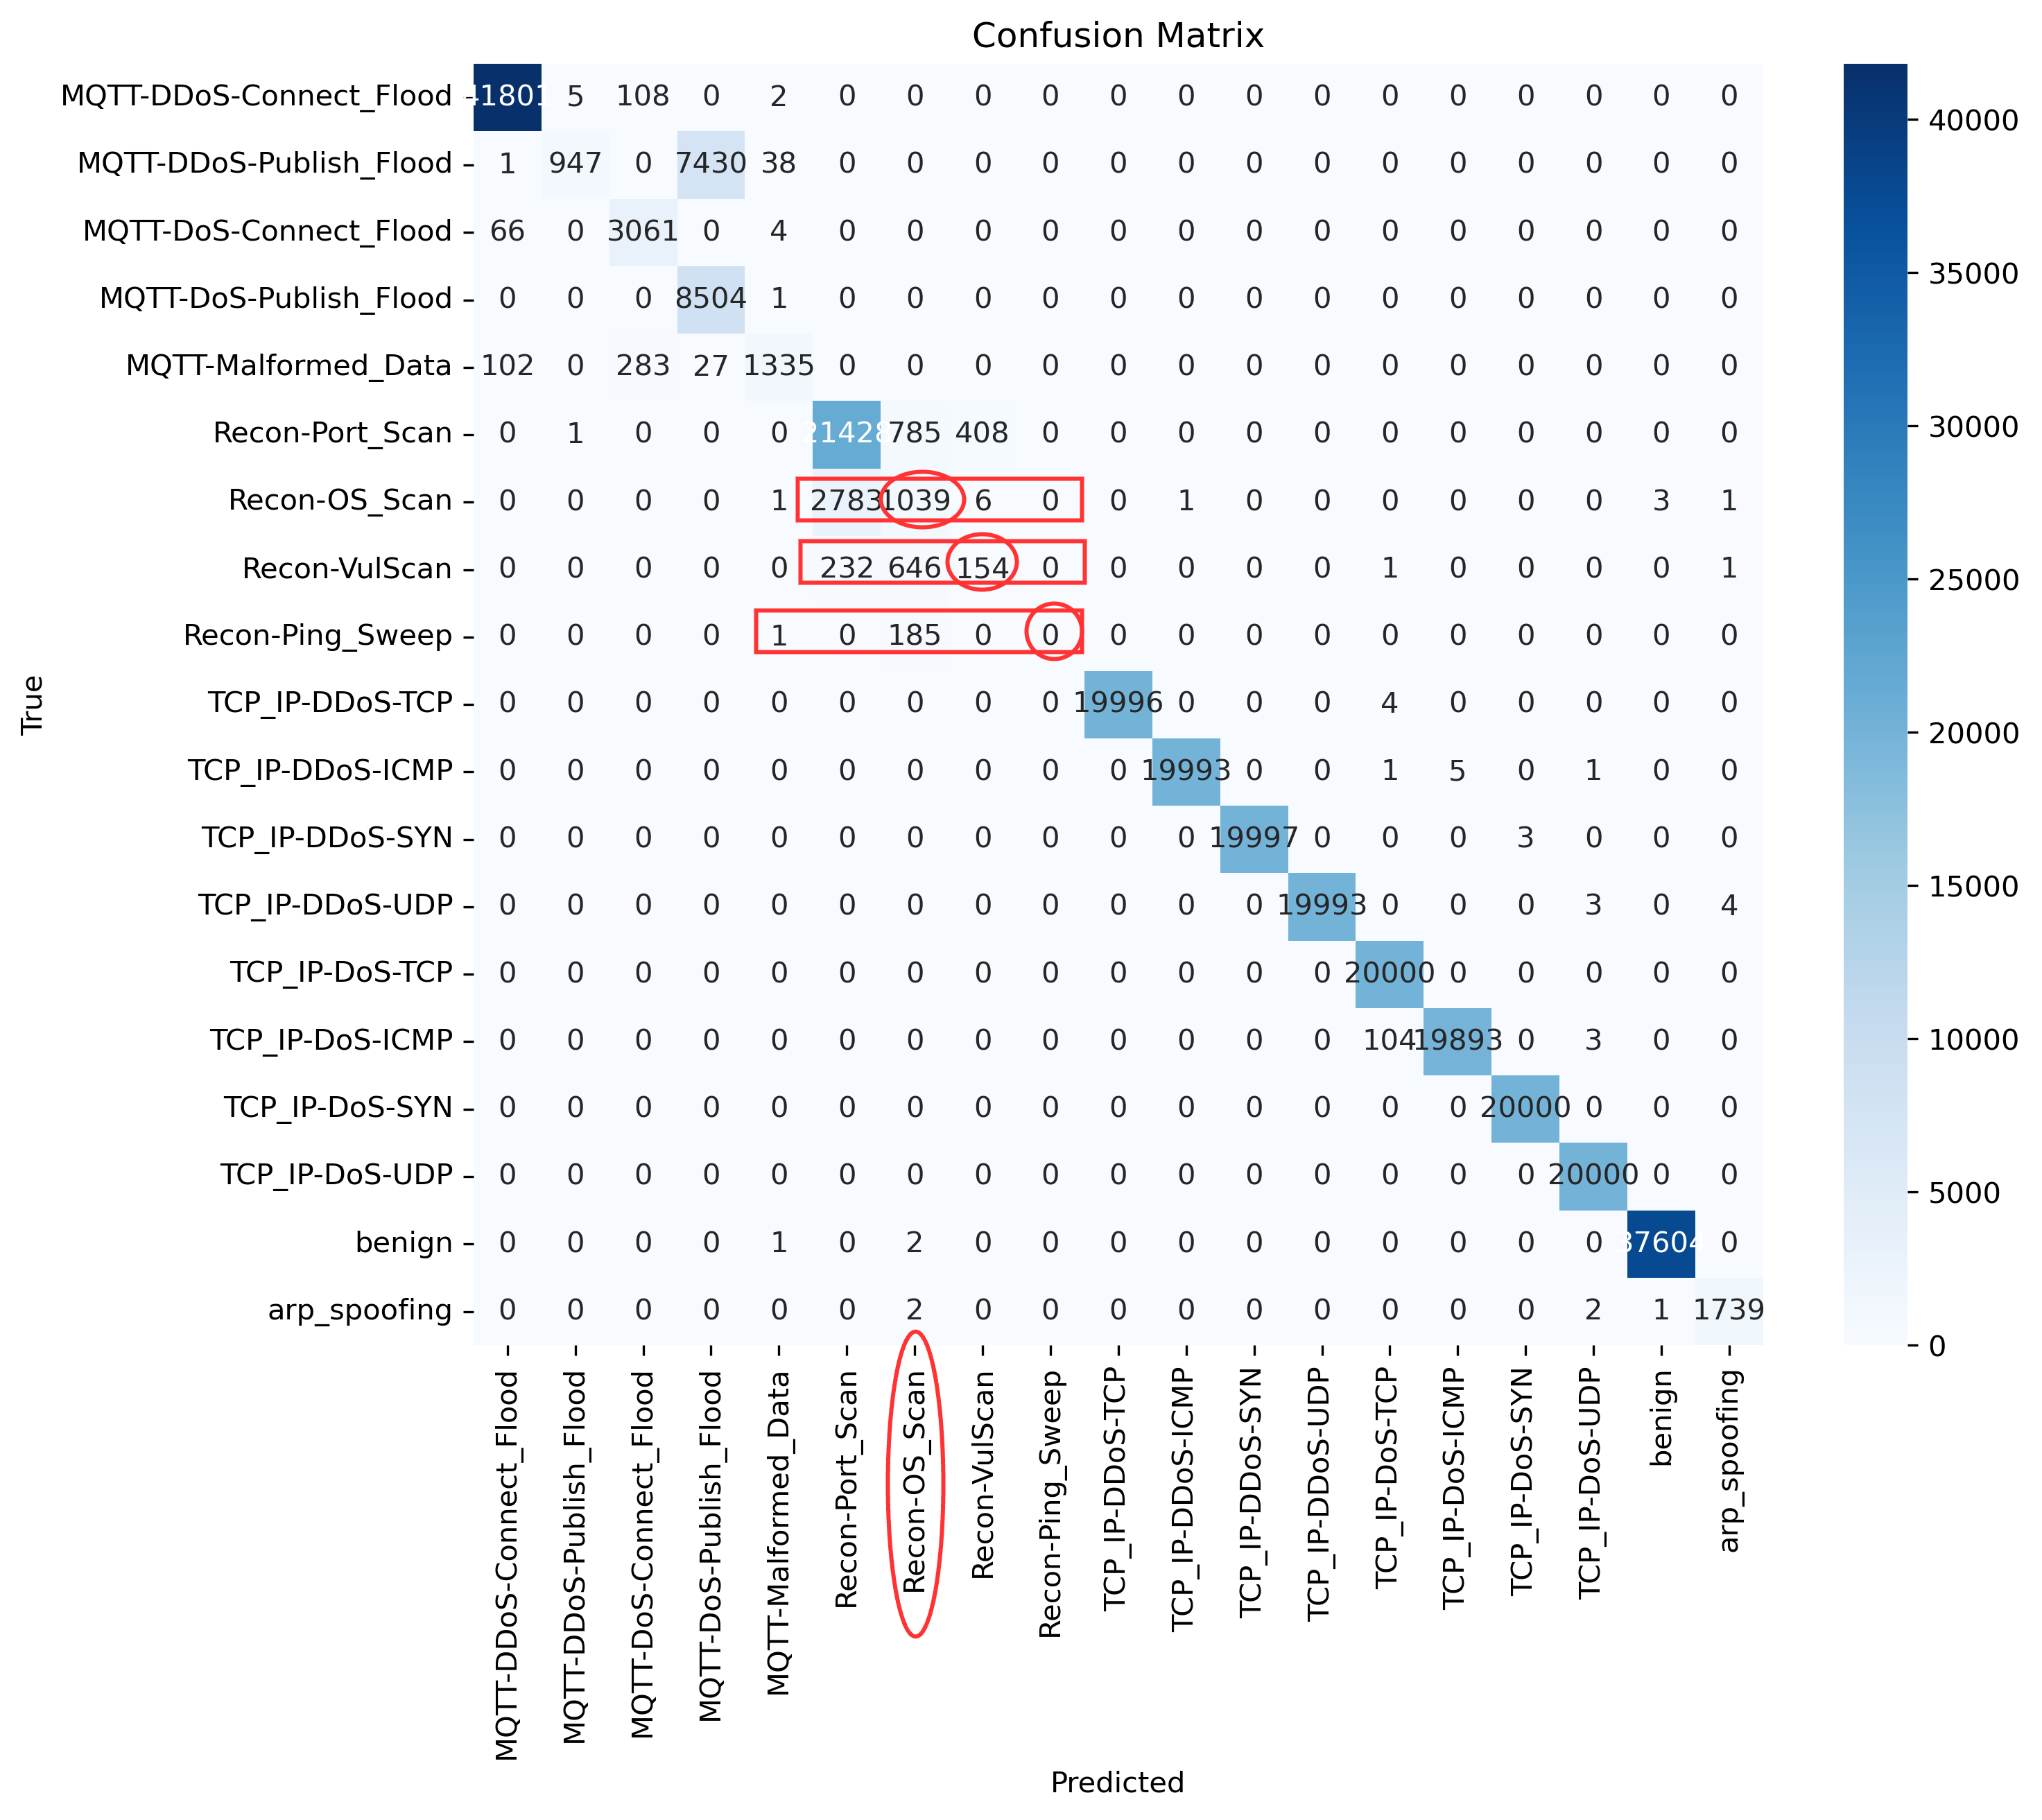 Confusion Matrix
MQTT-DDoS-Connect_Flood 41801 5 108 0 2 0 0 0 0 0 0 0 0 0 0 0 0 0 0
MQTT-DDoS-Publish_Flood 1 947 0 7430 38 0 0 0 0 0 0 0 0 0 0 0 0 0 0
MQTT-DoS-Connect_Flood 66 0 3061 0 4 0 0 0 0 0 0 0 0 0 0 0 0 0 0
MQTT-DoS-Publish_Flood 0 0 0 8504 1 0 0 0 0 0 0 0 0 0 0 0 0 0 0
MQTT-Malformed_Data 102 0 283 27 1335 0 0 0 0 0 0 0 0 0 0 0 0 0 0
Recon-Port_Scan 0 1 0 0 0 21428 785 408 0 0 0 0 0 0 0 0 0 0 0
Recon-OS_Scan 0 0 0 0 1 2783 1039 6 0 0 1 0 0 0 0 0 0 3 1
Recon-VulScan 0 0 0 0 0 232 646 154 0 0 0 0 0 1 0 0 0 0 1
Recon-Ping_Sweep 0 0 0 0 1 0 185 0 0 0 0 0 0 0 0 0 0 0 0
TCP_IP-DDoS-TCP 0 0 0 0 0 0 0 0 0 19996 0 0 0 4 0 0 0 0 0
TCP_IP-DDoS-ICMP 0 0 0 0 0 0 0 0 0 0 19993 0 0 1 5 0 1 0 0
TCP_IP-DDoS-SYN 0 0 0 0 0 0 0 0 0 0 0 19997 0 0 0 3 0 0 0
TCP_IP-DDoS-UDP 0 0 0 0 0 0 0 0 0 0 0 0 19993 0 0 0 3 0 4
TCP_IP-DoS-TCP 0 0 0 0 0 0 0 0 0 0 0 0 0 20000 0 0 0 0 0
TCP_IP-DoS-ICMP 0 0 0 0 0 0 0 0 0 0 0 0 0 104 19893 0 3 0 0
TCP_IP-DoS-SYN 0 0 0 0 0 0 0 0 0 0 0 0 0 0 0 20000 0 0 0
TCP_IP-DoS-UDP 0 0 0 0 0 0 0 0 0 0 0 0 0 0 0 0 20000 0 0
benign 0 0 0 0 1 0 2 0 0 0 0 0 0 0 0 0 0 37604 0
arp_spoofing 0 0 0 0 0 0 2 0 0 0 0 0 0 0 0 0 2 1 1739
True
MQTT-DDoS-Connect_Flood
MQTT-DDoS-Publish_Flood
MQTT-DoS-Connect_Flood
MQTT-DoS-Publish_Flood
MQTT-Malformed_Data
Recon-Port_Scan
Recon-OS_Scan
Recon-VulScan
Recon-Ping_Sweep
TCP_IP-DDoS-TCP
TCP_IP-DDoS-ICMP
TCP_IP-DDoS-SYN
TCP_IP-DDoS-UDP
TCP_IP-DoS-TCP
TCP_IP-DoS-ICMP
TCP_IP-DoS-SYN
TCP_IP-DoS-UDP
benign
arp_spoofing
Predicted
40000
35000
30000
25000
20000
15000
10000
5000
0